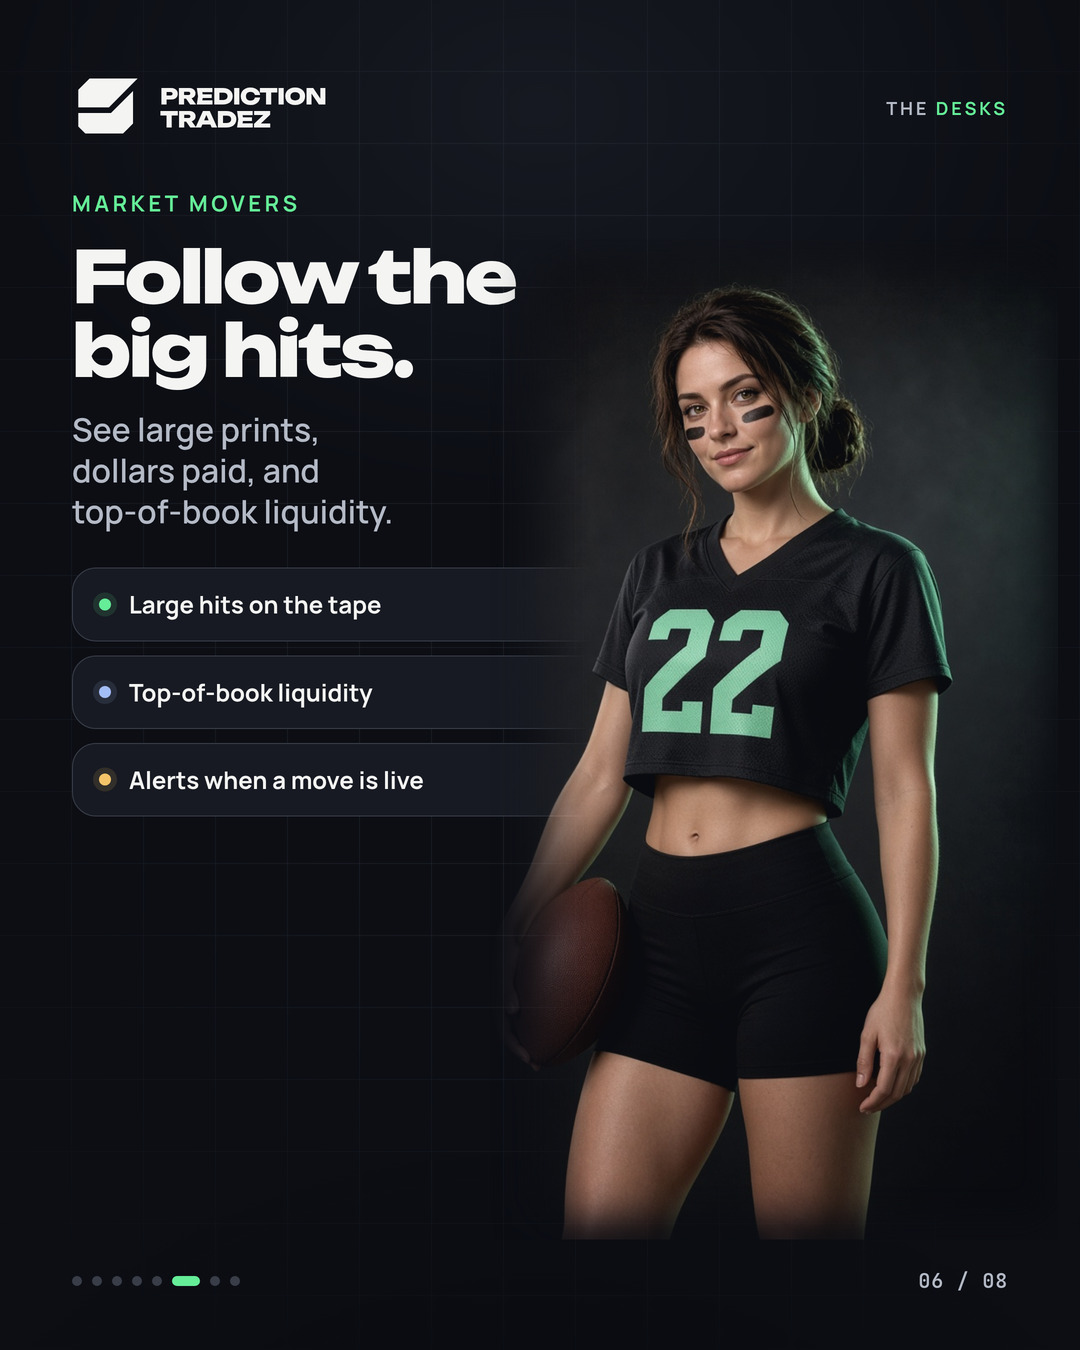 PREDICTION
TRADEZ
THE DESKS
MARKET MOVERS
Follow the
big hits.
See large prints,
dollars paid, and
top-of-book liquidity.
Large hits on the tape
Top-of-book liquidity
Alerts when a move is live
22
06 / 08